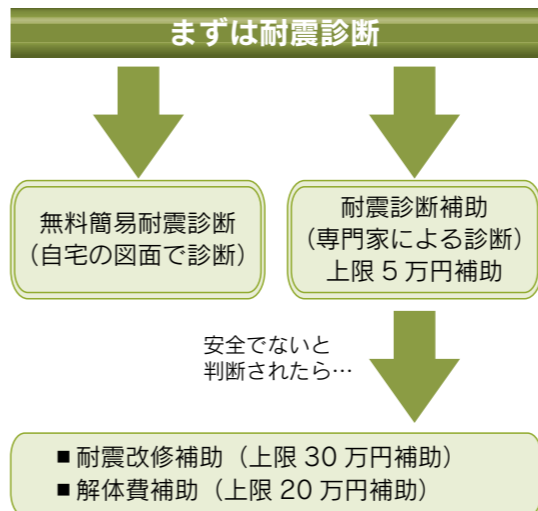 まずは耐震診断
無料簡易耐震診断
(自宅の図面で診断)
耐震診断補助
(専門家による診断)
上限5万円補助
安全でないと
判断されたら…
■耐震改修補助(上限30万円補助)
■解体費補助(上限20万円補助)